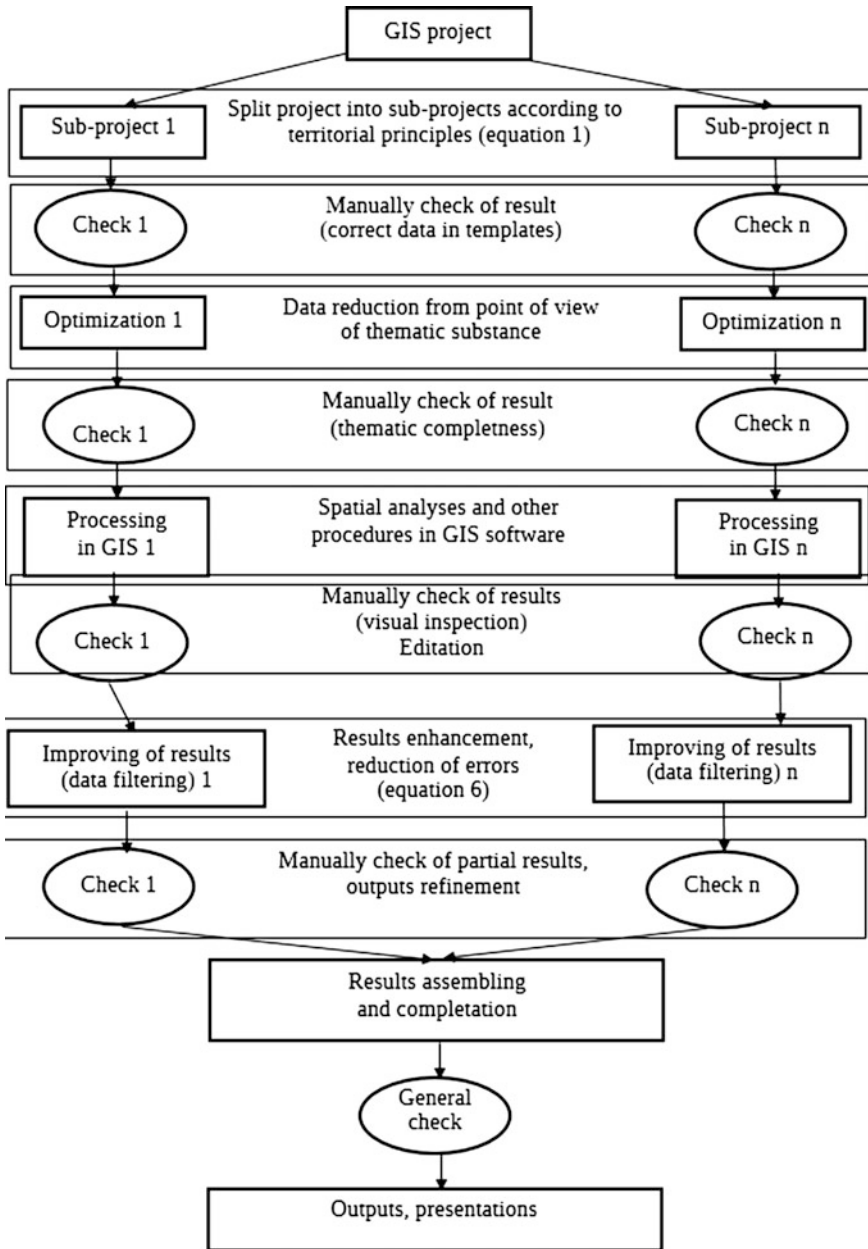 GIS project
Sub-project 1
Split project into sub-projects according to
territorial principles (equation 1)
Sub-project n
Check 1
Manually check of result
(correct data in templates)
Check n
Optimization 1
Data reduction from point of view
of thematic substance
Optimization n
Check 1
Manually check of result
(thematic completness)
Check n
Processing
in GIS 1
Spatial analyses and other
procedures in GIS software
Processing
in GIS n
Check 1
Manually check of results
(visual inspection)
Editation
Check n
Improving of results
(data filtering) 1
Results enhancement,
reduction of errors
(equation 6)
Improving of results
(data filtering) n
Check 1
Manually check of partial results,
outputs refinement
Check n
Results assembling
and completation
General
check
Outputs, presentations